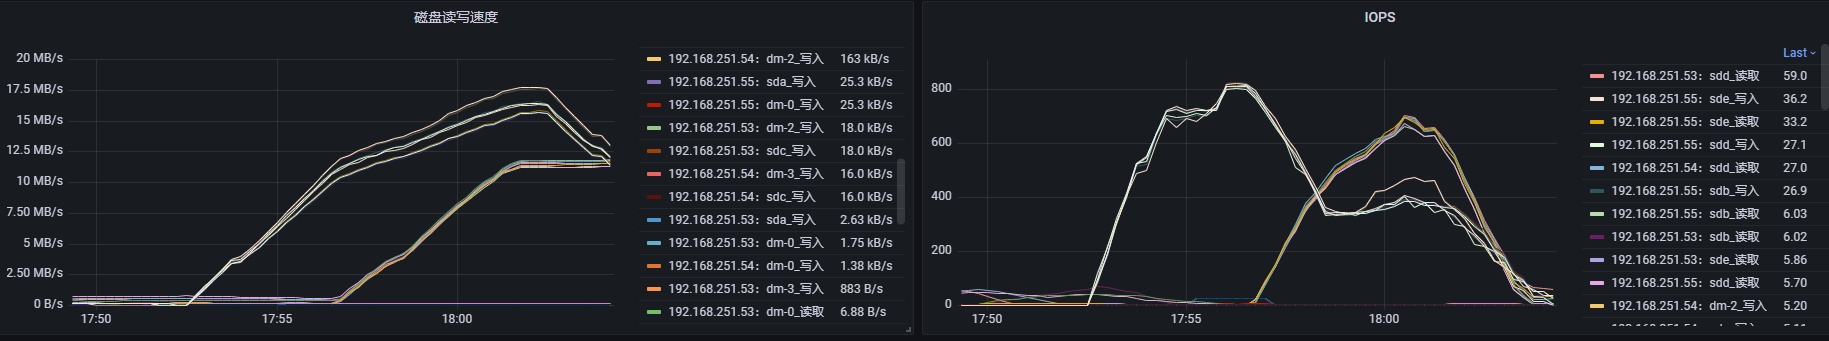 磁盘读写速度
20 MB/s
17.5 MB/s
15 MB/s
12.5 MB/s
10 MB/s
7.50 MB/s
5 MB/s
2.50 MB/s
0 B/s
17:50
17:55
18:00
192.168.251.54：dm-2_写入 163 kB/s
192.168.251.55：sda_写入 25.3 kB/s
192.168.251.55：dm-0_写入 25.3 kB/s
192.168.251.53：dm-2_写入 18.0 kB/s
192.168.251.53：sdc_写入 18.0 kB/s
192.168.251.54：dm-3_写入 16.0 kB/s
192.168.251.54：sdc_写入 16.0 kB/s
192.168.251.53：sda_写入 2.63 kB/s
192.168.251.53：dm-0_写入 1.75 kB/s
192.168.251.54：dm-0_写入 1.38 kB/s
192.168.251.53：dm-3_写入 883 B/s
192.168.251.53：dm-0_读取 6.88 B/s
IOPS
800
600
400
200
0
17:50
17:55
18:00
Last
192.168.251.53：sdd_读取 59.0
192.168.251.55：sde_写入 36.2
192.168.251.55：sde_读取 33.2
192.168.251.55：sdd_写入 27.1
192.168.251.54：sdd_读取 27.0
192.168.251.55：sdb_写入 26.9
192.168.251.55：sdb_读取 6.03
192.168.251.53：sdb_读取 6.02
192.168.251.53：sde_读取 5.86
192.168.251.55：sdd_读取 5.70
192.168.251.54：dm-2_写入 5.20